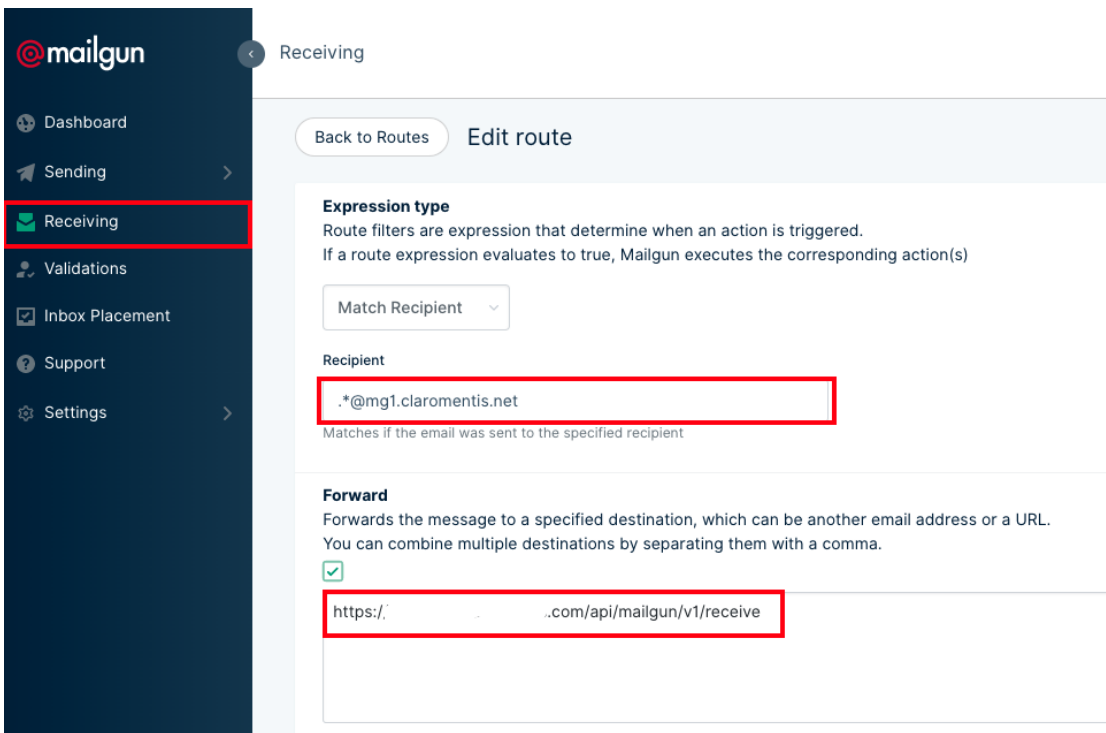 @mailgun
Receiving
Dashboard
Sending
Receiving
Validations
Inbox Placement
Support
Settings
Back to Routes
Edit route
Expression type
Route filters are expression that determine when an action is triggered.
If a route expression evaluates to true, Mailgun executes the corresponding action(s)
Match Recipient
Recipient
.*@mg1.claromentis.net
Matches if the email was sent to the specified recipient
Forward
Forwards the message to a specified destination, which can be another email address or a URL.
You can combine multiple destinations by separating them with a comma.
https:/ .com/api/mailgun/v1/receive